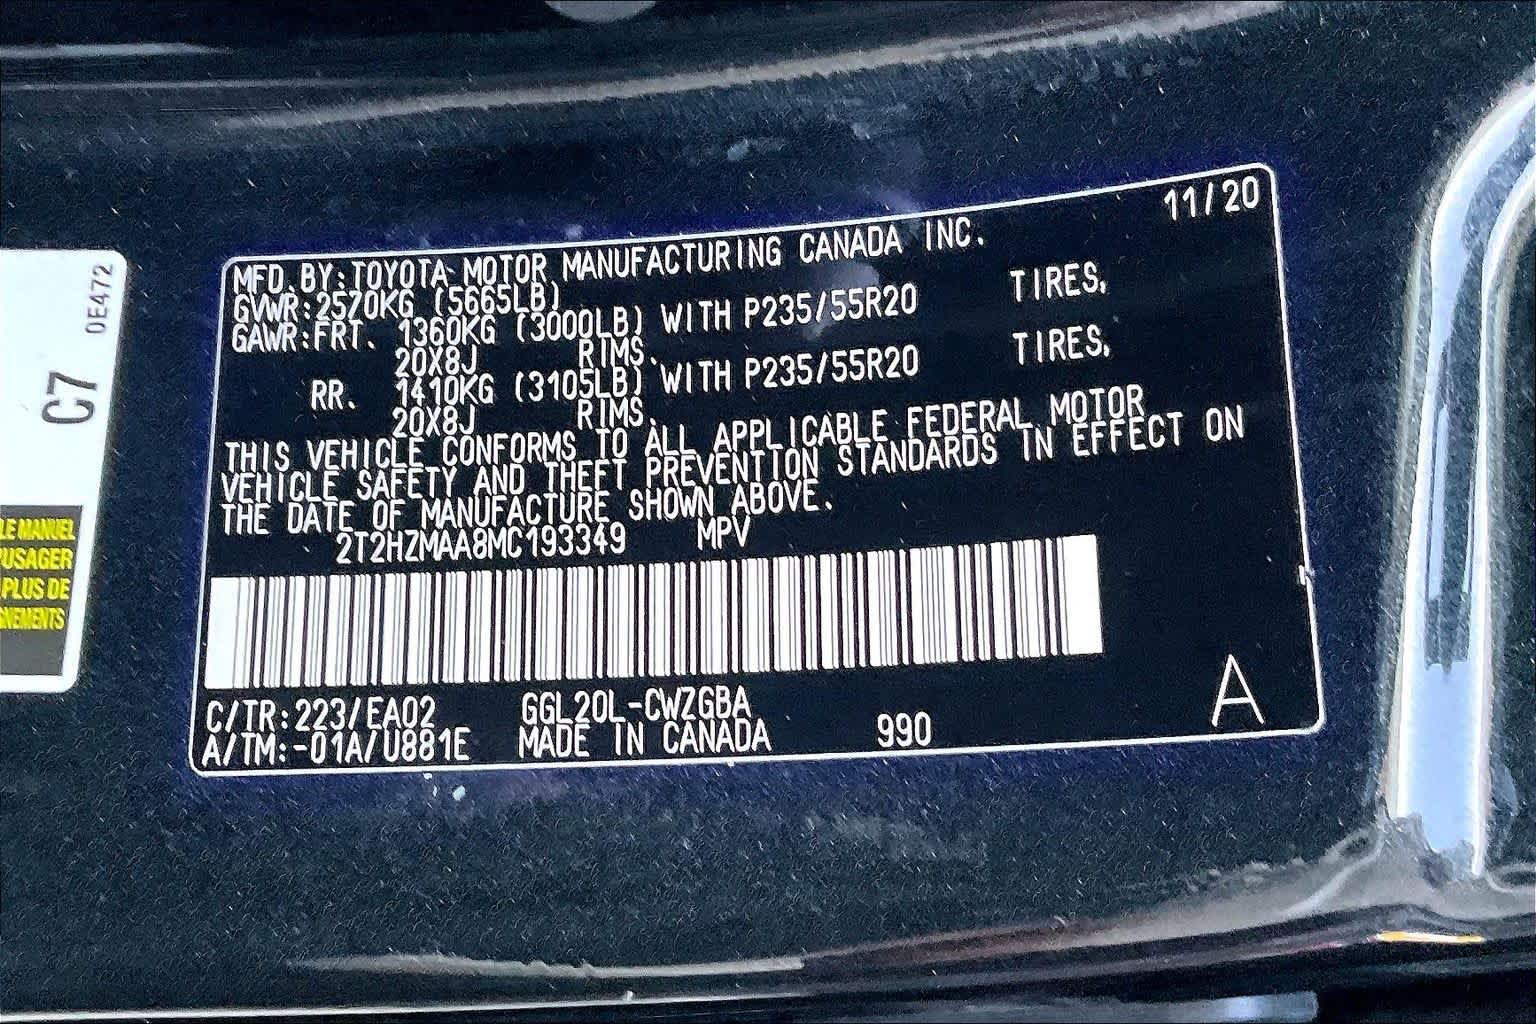 11/20
MFD.BY:TOYOTA MOTOR MANUFACTURING CANADA INC.
GVWR:2570KG (5665LB)
GAWR:FRT. 1360KG (3000LB) WITH P235/55R20 TIRES,
20X8J RIMS.
RR. 1410KG (3105LB) WITH P235/55R20 TIRES,
20X8J RIMS.
THIS VEHICLE CONFORMS TO ALL APPLICABLE FEDERAL MOTOR
VEHICLE SAFETY AND THEFT PREVENTION STANDARDS IN EFFECT ON
THE DATE OF MANUFACTURE SHOWN ABOVE.
2T2HZMAA8MC193349 MPV
C/TR:223/EA02 GGL20L-CWZGBA
A/TM:-01A/U881E MADE IN CANADA 990
A
0E472
C7
LE MANUEL
USAGER
PLUS DE
GNEMENTS